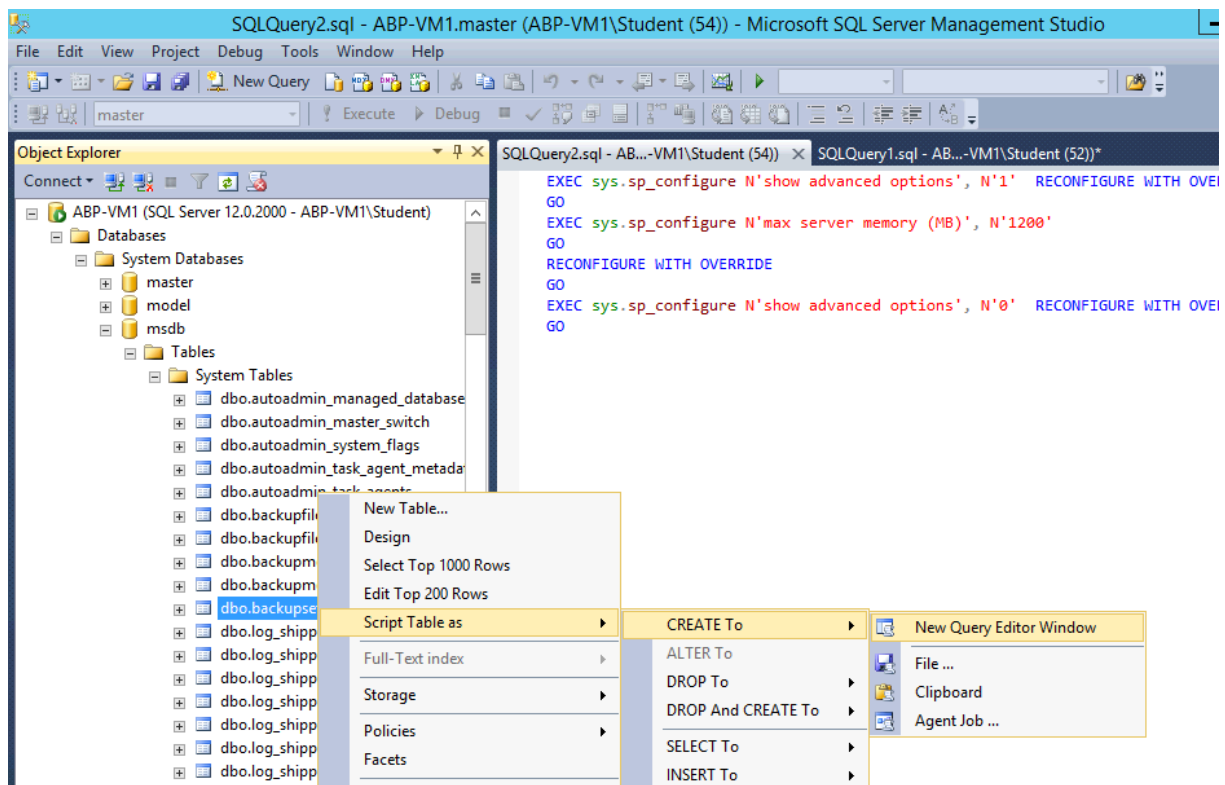 SQLQuery2.sql - ABP-VM1.master (ABP-VM1\Student (54)) - Microsoft SQL Server Management Studio
File Edit View Project Debug Tools Window Help
New Query
master Execute Debug
Object Explorer
Connect
ABP-VM1 (SQL Server 12.0.2000 - ABP-VM1\Student)
Databases
System Databases
master
model
msdb
Tables
System Tables
dbo.autoadmin_managed_database
dbo.autoadmin_master_switch
dbo.autoadmin_system_flags
dbo.autoadmin_task_agent_metada
dbo.autoadmin_task_agents
dbo.backupfil
dbo.backupfil
dbo.backupm
dbo.backupm
dbo.backupse
dbo.log_shipp
dbo.log_shipp
dbo.log_shipp
dbo.log_shipp
dbo.log_shipp
dbo.log_shipp
dbo.log_shipp
SQLQuery2.sql - AB...-VM1\Student (54)) SQLQuery1.sql - AB...-VM1\Student (52))*
EXEC sys.sp_configure N'show advanced options', N'1' RECONFIGURE WITH OVE
GO
EXEC sys.sp_configure N'max server memory (MB)', N'1200'
GO
RECONFIGURE WITH OVERRIDE
GO
EXEC sys.sp_configure N'show advanced options', N'0' RECONFIGURE WITH OVE
GO
New Table...
Design
Select Top 1000 Rows
Edit Top 200 Rows
Script Table as
Full-Text index
Storage
Policies
Facets
CREATE To
ALTER To
DROP To
DROP And CREATE To
SELECT To
INSERT To
New Query Editor Window
File ...
Clipboard
Agent Job ...